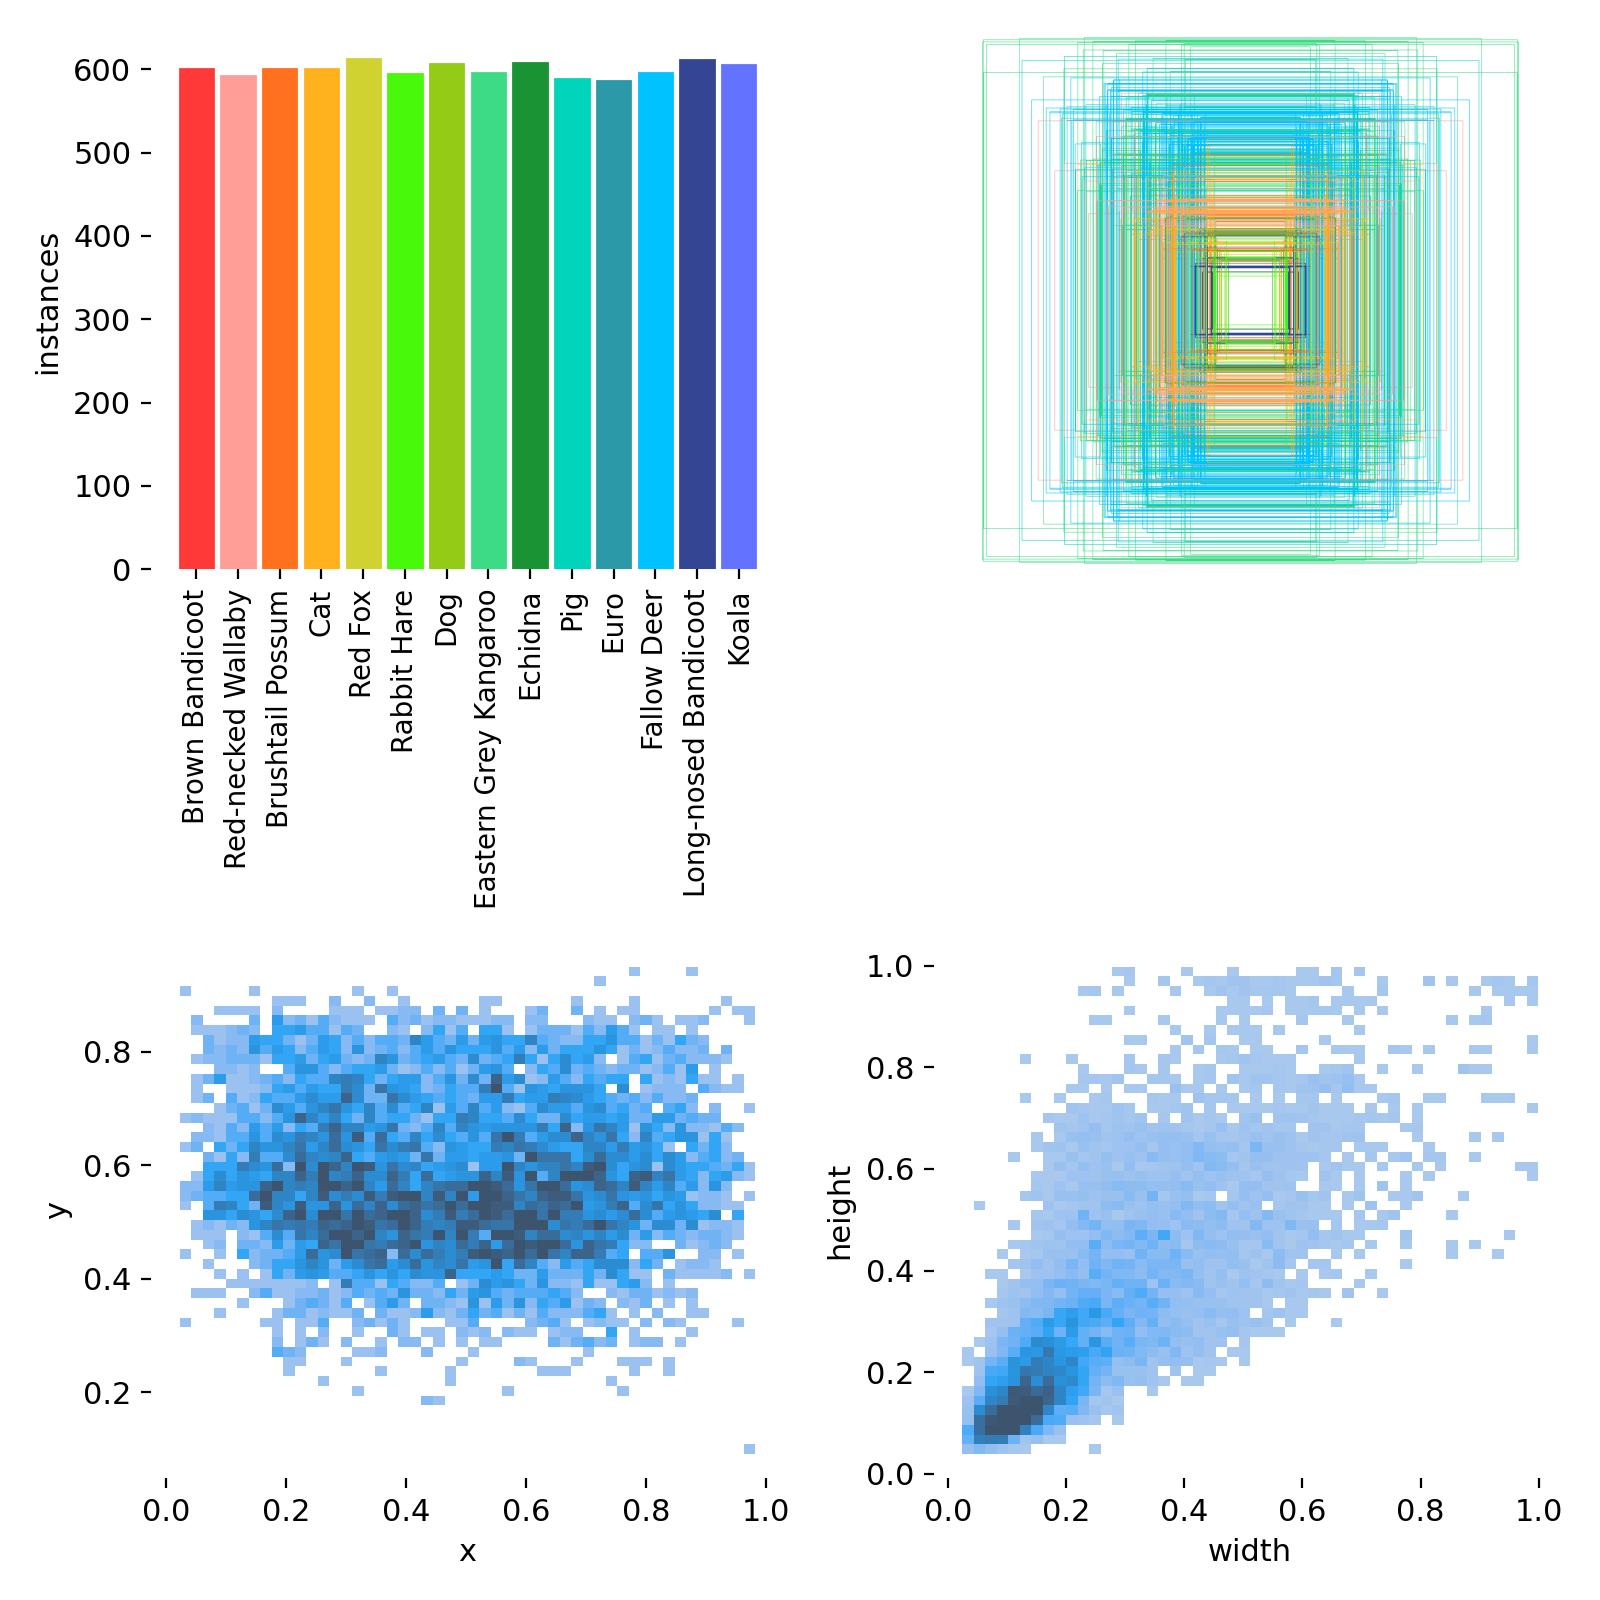 600
500
400
300
200
100
0
instances
Brown Bandicoot
Red-necked Wallaby
Brushtail Possum
Cat
Red Fox
Rabbit Hare
Dog
Eastern Grey Kangaroo
Echidna
Pig
Euro
Fallow Deer
Long-nosed Bandicoot
Koala
0.8
0.6
0.4
0.2
y
0.0 0.2 0.4 0.6 0.8 1.0
x
1.0
0.8
0.6
0.4
0.2
0.0
height
0.0 0.2 0.4 0.6 0.8 1.0
width